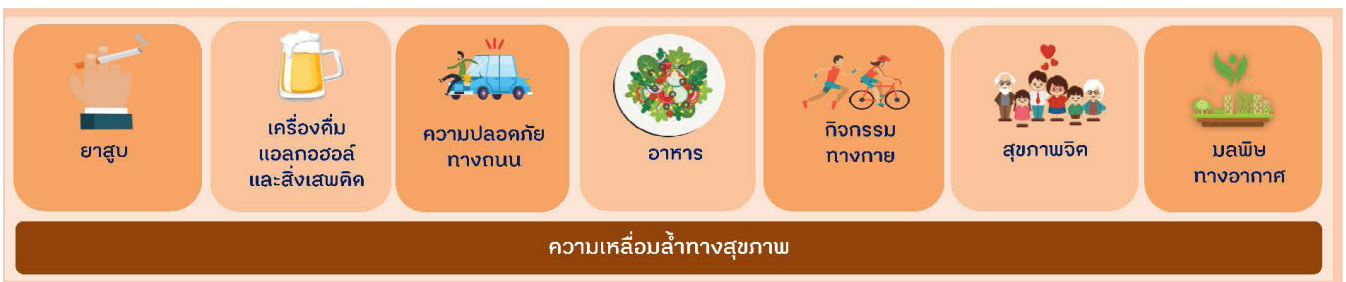 ยาสูบ
เครื่องดื่ม
แอลกอฮอล์
และสิ่งเสพติด
ความปลอดภัย
ทางถนน
อาหาร
กิจกรรม
ทางกาย
สุขภาพจิต
มลพิษ
ทางอากาศ
ความเหลื่อมล้ำทางสุขภาพ